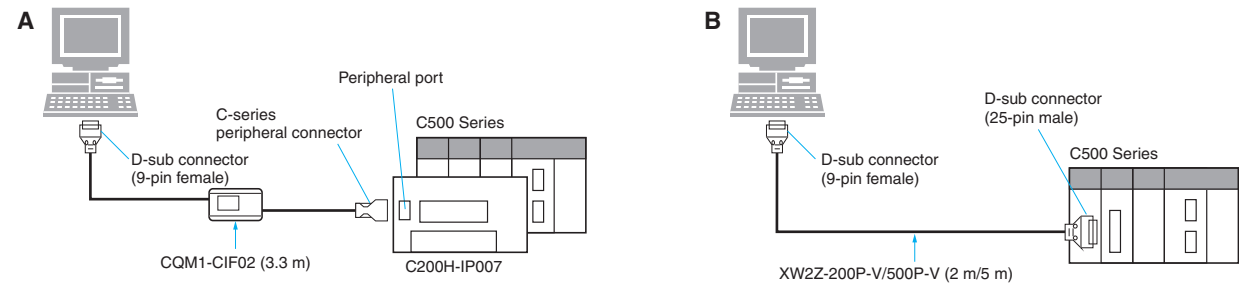 A
Peripheral port
C-series
peripheral connector
C500 Series
D-sub connector
(9-pin female)
CQM1-CIF02 (3.3 m)
C200H-IP007
B
D-sub connector
(25-pin male)
C500 Series
D-sub connector
(9-pin female)
XW2Z-200P-V/500P-V (2 m/5 m)